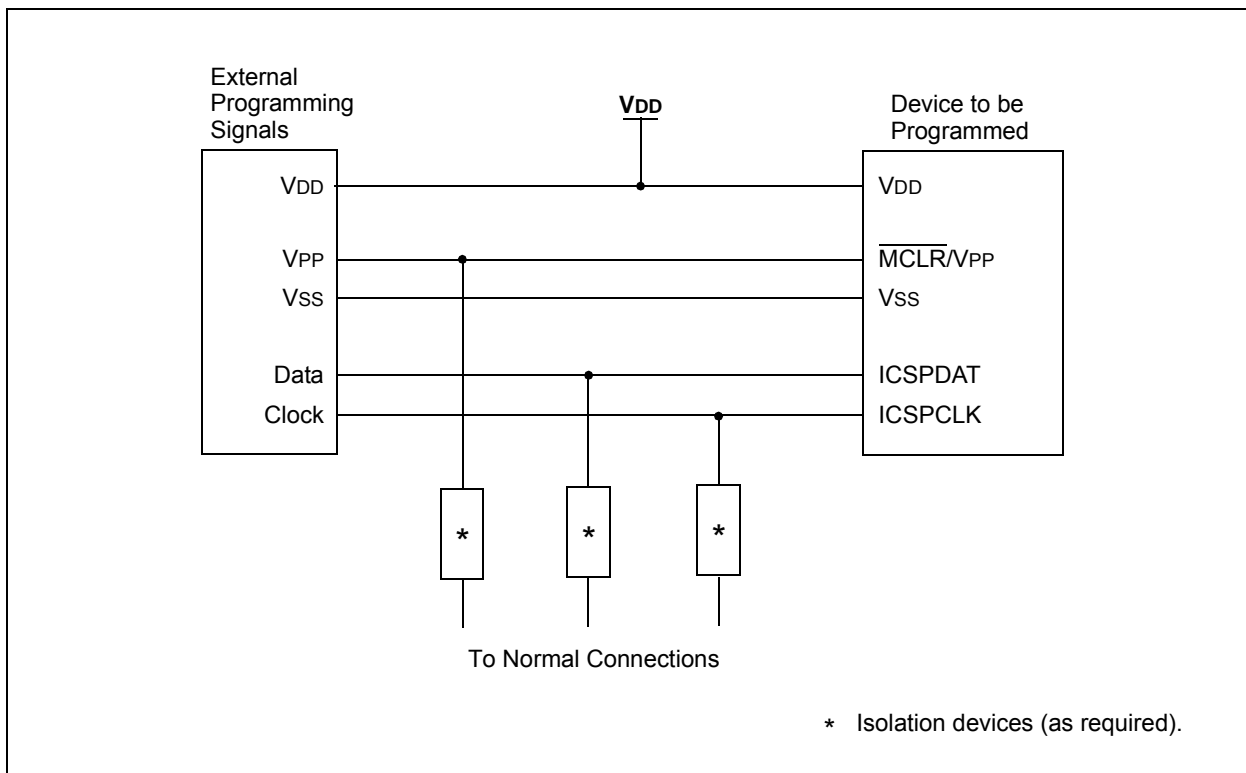 External
Programming
Signals
VDD
Device to be
Programmed
VDD
VDD
VPP
MCLR/VPP
VSS
VSS
Data
ICSPDAT
Clock
ICSPCLK
* * *
To Normal Connections
* Isolation devices (as required).